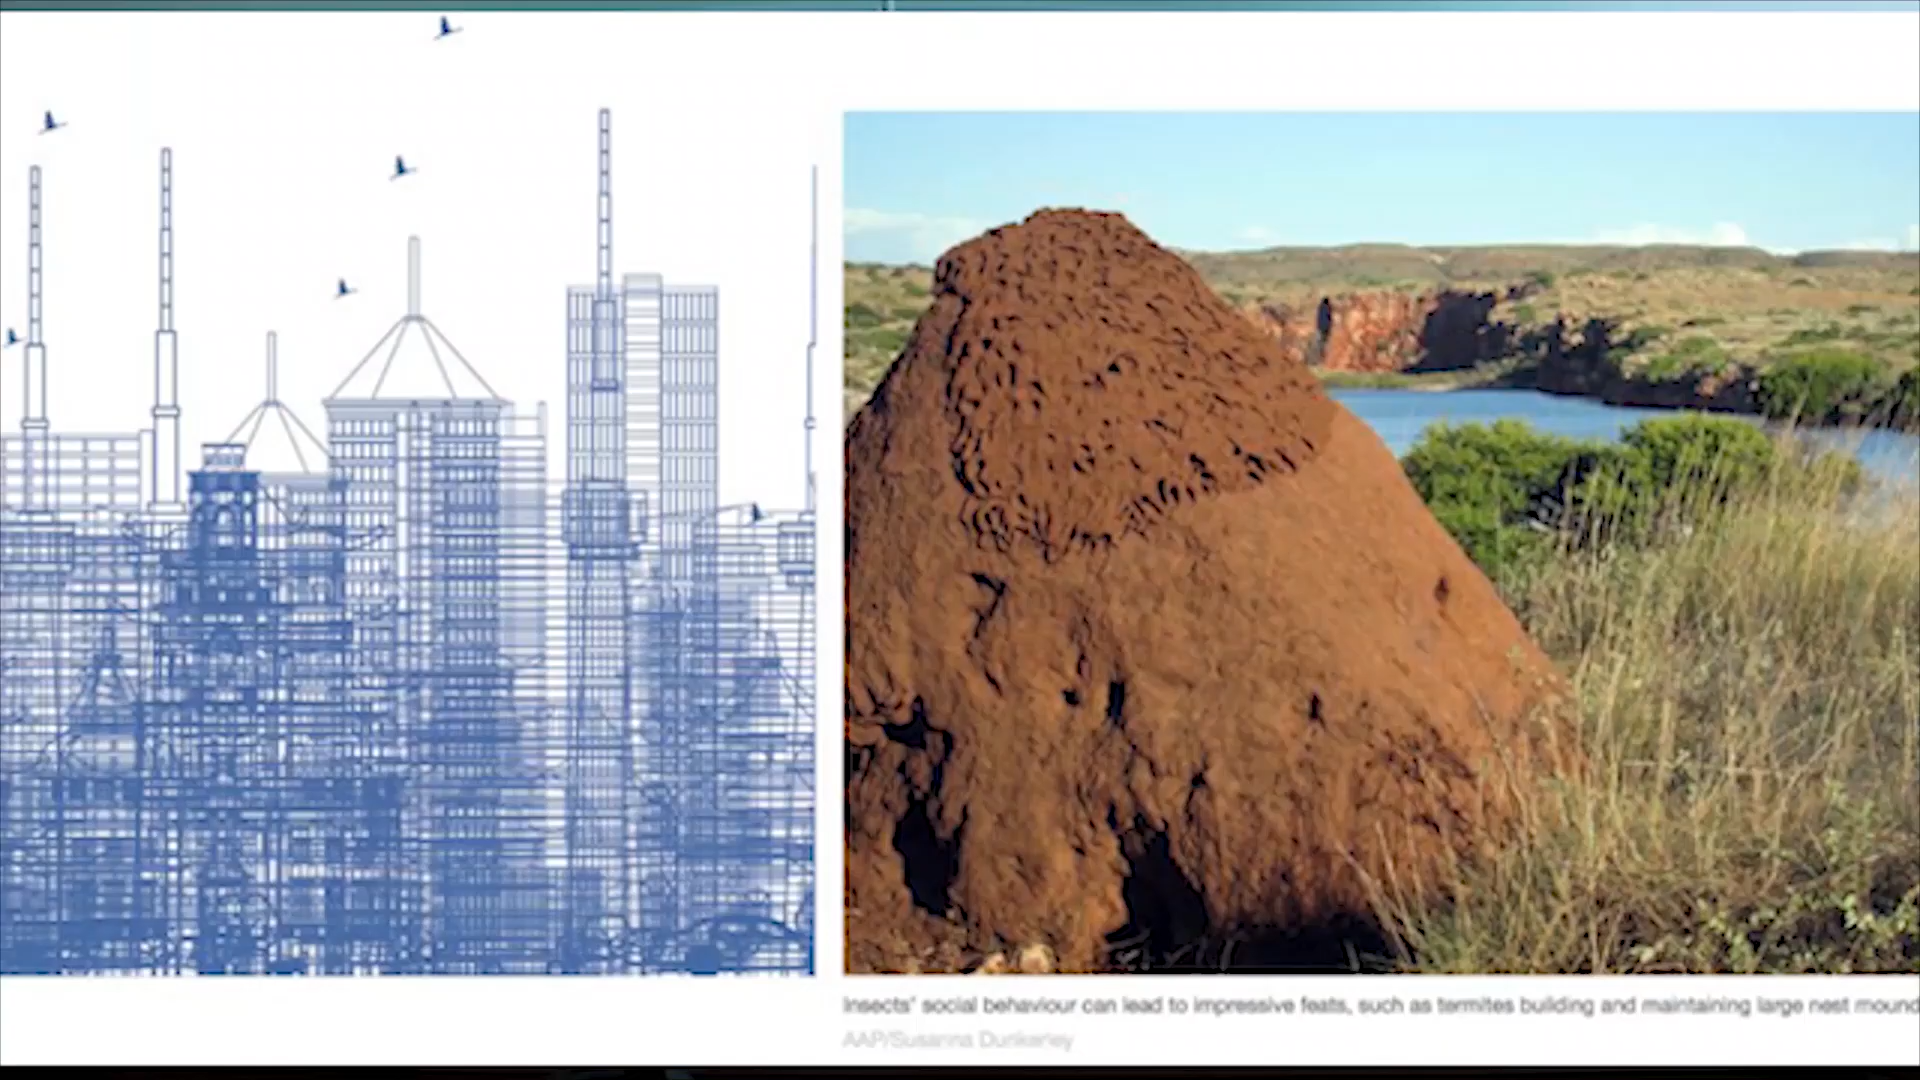 Insects' social behaviour can lead to impressive feats, such as termites building and maintaining large nest mound
AAP/Susanna Dunkerley